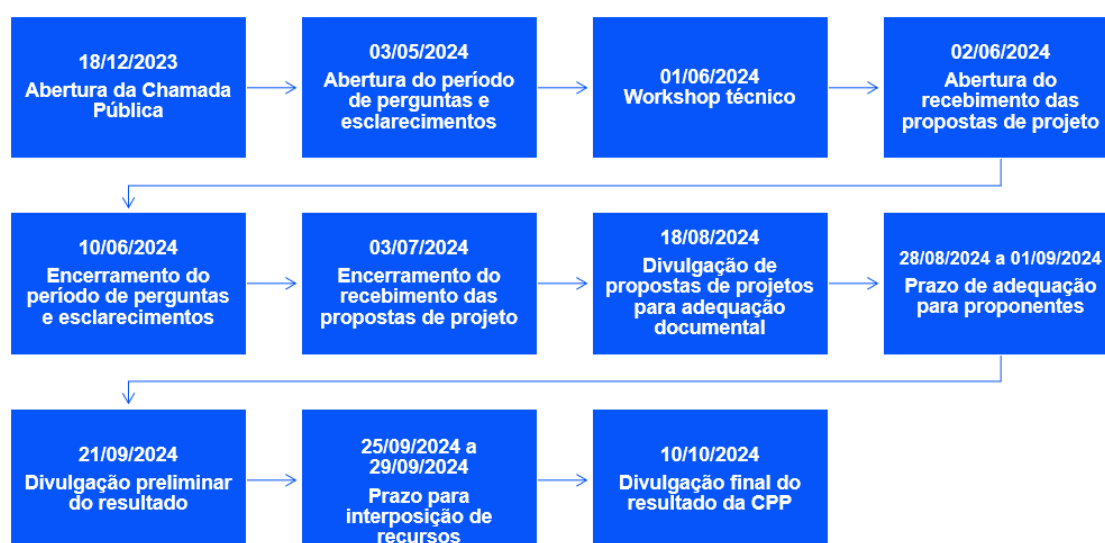 18/12/2023
Abertura da Chamada
Pública
03/05/2024
Abertura do período
de perguntas e
esclarecimentos
01/06/2024
Workshop técnico
02/06/2024
Abertura do
recebimento das
propostas de projeto
10/06/2024
Encerramento do
período de perguntas
e esclarecimentos
03/07/2024
Encerramento do
recebimento das
propostas de projeto
18/08/2024
Divulgação de
propostas de projetos
para adequação
documental
28/08/2024 a 01/09/2024
Prazo de adequação
para proponentes
21/09/2024
Divulgação preliminar
do resultado
25/09/2024 a
29/09/2024
Prazo para
interposição de
recursos
10/10/2024
Divulgação final do
resultado da CPP